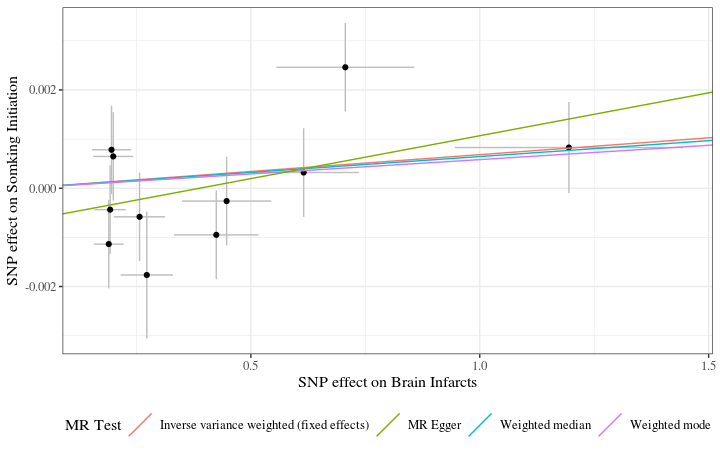 SNP effect on Somking Initiation
0.002
0.000
-0.002
0.5
1.0
1.5
SNP effect on Brain Infarcts
MR Test
Inverse variance weighted (fixed effects)
MR Egger
Weighted median
Weighted mode